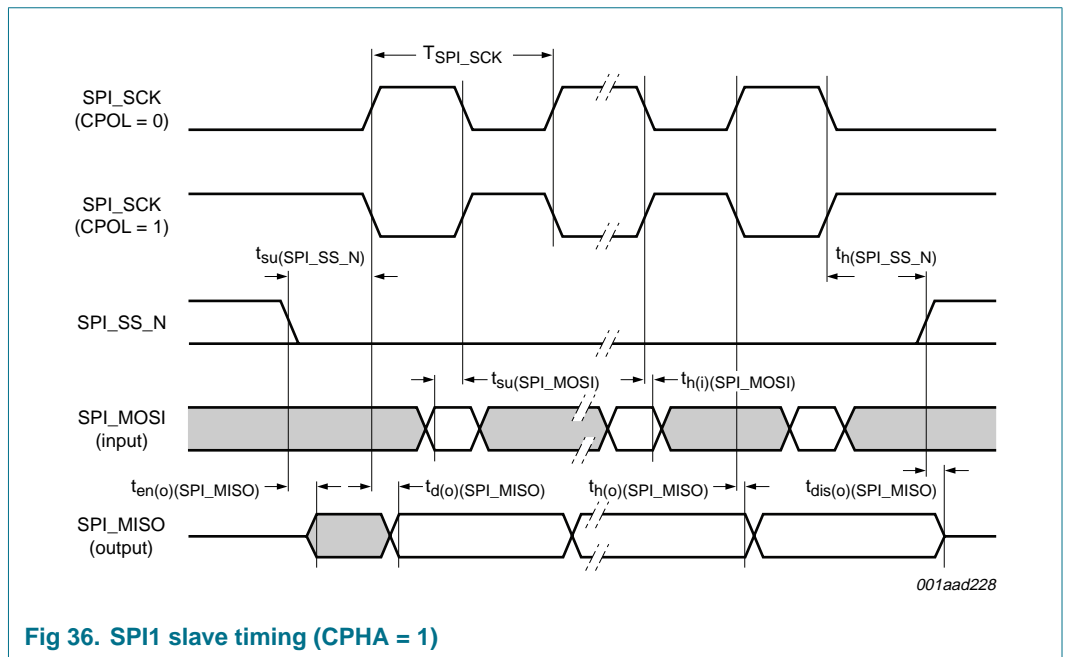 TSPI_SCK
SPI_SCK
(CPOL = 0)
SPI_SCK
(CPOL = 1)
tsu(SPI_SS_N)
th(SPI_SS_N)
SPI_SS_N
tsu(SPI_MOSI)
th(i)(SPI_MOSI)
SPI_MOSI
(input)
ten(o)(SPI_MISO)
td(o)(SPI_MISO)
th(o)(SPI_MISO)
tdis(o)(SPI_MISO)
SPI_MISO
(output)
001aad228
Fig 36. SPI1 slave timing (CPHA = 1)